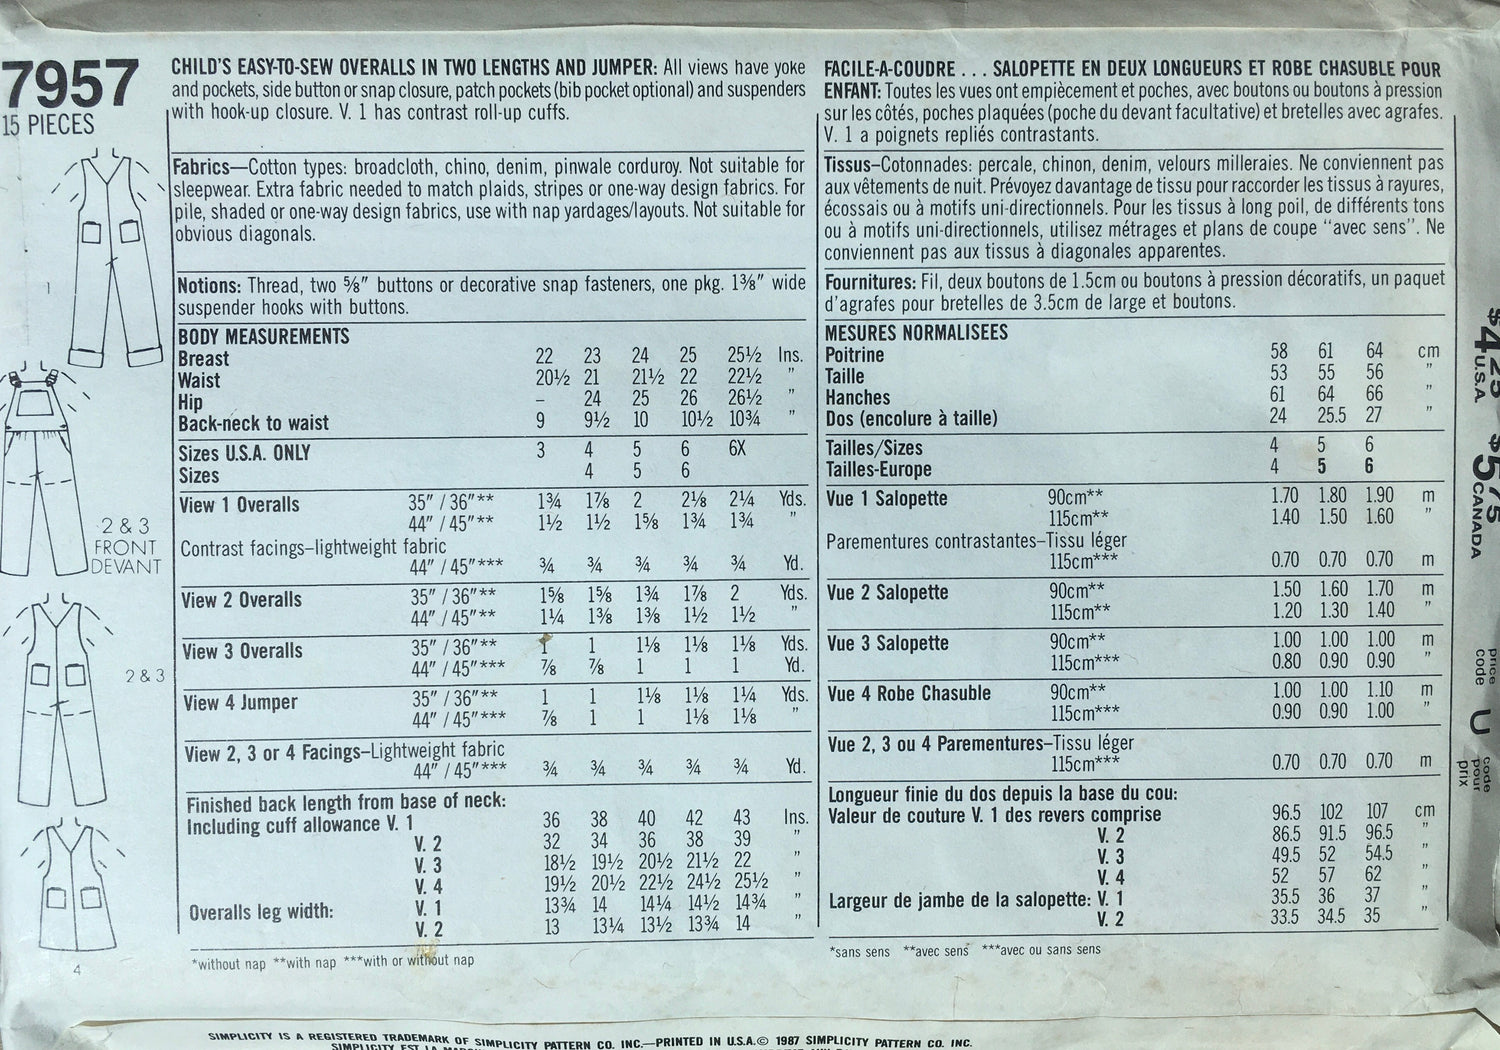 7957
15 PIECES
CHILD'S EASY-TO-SEW OVERALLS IN TWO LENGTHS AND JUMPER: All views have yoke
and pockets, side button or snap closure, patch pockets (bib pocket optional) and suspenders
with hook-up closure. V. 1 has contrast roll-up cuffs.
Fabrics—Cotton types: broadcloth, chino, denim, pinwale corduroy. Not suitable for
sleepwear. Extra fabric needed to match plaids, stripes or one-way design fabrics. For
pile, shaded or one-way design fabrics, use with nap yardages/layouts. Not suitable for
obvious diagonals.
Notions: Thread, two 5/8" buttons or decorative snap fasteners, one pkg. 1 3/8" wide
suspender hooks with buttons.
BODY MEASUREMENTS
Breast 22 23 24 25 25½ Ins.
Waist 20½ 21 21½ 22 22½ "
Hip – 24 25 26 26½ "
Back-neck to waist 9 9½ 10 10½ 10¾ "
Sizes U.S.A. ONLY 3 4 5 6 6X
Sizes 4 5 6
View 1 Overalls 35" / 36"** 1¾ 1⅞ 2 2⅛ 2¼ Yds.
44" / 45"** 1½ 1½ 1⅝ 1¾ 1¾ "
Contrast facings–lightweight fabric
44" / 45"*** ¾ ¾ ¾ ¾ ¾ Yd.
View 2 Overalls 35" / 36"** 1⅝ 1⅝ 1¾ 1⅞ 2 Yds.
44" / 45"** 1¼ 1⅜ 1⅜ 1½ 1½ "
View 3 Overalls 35" / 36"** 1 1 1⅛ 1⅛ 1⅛ Yds.
44" / 45"*** ⅞ ⅞ 1 1 1 Yd.
View 4 Jumper 35" / 36"** 1 1 1⅛ 1⅛ 1¼ Yds.
44" / 45"*** ⅞ 1 1 1⅛ 1⅛ "
View 2, 3 or 4 Facings–Lightweight fabric
44" / 45"*** ¾ ¾ ¾ ¾ ¾ Yd.
Finished back length from base of neck:
Including cuff allowance V. 1 36 38 40 42 43 Ins.
V. 2 32 34 36 38 39 "
V. 3 18½ 19½ 20½ 21½ 22 "
V. 4 19½ 20½ 22½ 24½ 25½ "
Overalls leg width: V. 1 13¾ 14 14¼ 14½ 14¾ "
V. 2 13 13¼ 13½ 13¾ 14
*without nap **with nap ***with or without nap
FACILE-A-COUDRE . . . SALOPETTE EN DEUX LONGUEURS ET ROBE CHASUBLE POUR
ENFANT: Toutes les vues ont empiècement et poches, avec boutons ou boutons à pression
sur les côtés, poches plaquées (poche du devant facultative) et bretelles avec agrafes.
V. 1 a poignets repliés contrastants.
Tissus–Cotonnades: percale, chinon, denim, velours milleraies. Ne conviennent pas
aux vêtements de nuit. Prévoyez davantage de tissu pour raccorder les tissus à rayures,
écossais ou à motifs uni-directionnels. Pour les tissus à long poil, de différents tons
ou à motifs uni-directionnels, utilisez métrages et plans de coupe "avec sens". Ne
conviennent pas aux tissus à diagonales apparentes.
Fournitures: Fil, deux boutons de 1.5cm ou boutons à pression décoratifs, un paquet
d'agrafes pour bretelles de 3.5cm de large et boutons.
MESURES NORMALISEES
Poitrine 58 61 64 cm
Taille 53 55 56 "
Hanches 61 64 66 "
Dos (encolure à taille) 24 25.5 27 "
Tailles/Sizes 4 5 6
Tailles-Europe 4 5 6
Vue 1 Salopette 90cm** 1.70 1.80 1.90 m
115cm** 1.40 1.50 1.60 "
Parementures contrastantes–Tissu léger
115cm*** 0.70 0.70 0.70 m
Vue 2 Salopette 90cm** 1.50 1.60 1.70 m
115cm** 1.20 1.30 1.40 "
Vue 3 Salopette 90cm** 1.00 1.00 1.00 m
115cm*** 0.80 0.90 0.90 "
Vue 4 Robe Chasuble 90cm** 1.00 1.00 1.10 m
115cm*** 0.90 0.90 1.00 "
Vue 2, 3 ou 4 Parementures–Tissu léger
115cm*** 0.70 0.70 0.70 m
Longueur finie du dos depuis la base du cou:
Valeur de couture V. 1 des revers comprise 96.5 102 107 cm
V. 2 86.5 91.5 96.5 "
V. 3 49.5 52 54.5 "
V. 4 52 57 62 "
Largeur de jambe de la salopette: V. 1 35.5 36 37 "
V. 2 33.5 34.5 35 "
*sans sens **avec sens ***avec ou sans sens
1
2 & 3
FRONT
DEVANT
2 & 3
4
$4.25 U.S.A.
$5.75 CANADA
price
code
U
code
pour
prix
SIMPLICITY IS A REGISTERED TRADEMARK OF SIMPLICITY PATTERN CO. INC.—PRINTED IN U.S.A.© 1987 SIMPLICITY PATTERN CO. INC.
SIMPLICITY EST LA